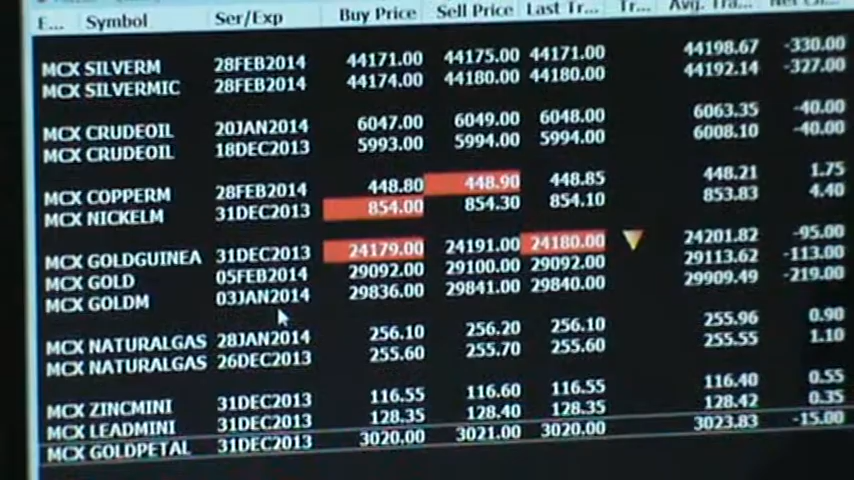 E... Symbol Ser/Exp Buy Price Sell Price Last Tr... Tr... Avg. Tra...
MCX SILVERM 28FEB2014 44171.00 44175.00 44171.00 44198.67 -330.00
MCX SILVERMIC 28FEB2014 44174.00 44180.00 44180.00 44192.14 -327.00
MCX CRUDEOIL 20JAN2014 6047.00 6049.00 6048.00 6063.35 -40.00
MCX CRUDEOIL 18DEC2013 5993.00 5994.00 5994.00 6008.10 -40.00
MCX COPPERM 28FEB2014 448.80 448.90 448.85 448.21 1.75
MCX NICKELM 31DEC2013 854.00 854.30 854.10 853.83 4.40
MCX GOLDGUINEA 31DEC2013 24179.00 24191.00 24180.00 24201.82 -95.00
MCX GOLD 05FEB2014 29092.00 29100.00 29092.00 29113.62 -113.00
MCX GOLDM 03JAN2014 29836.00 29841.00 29840.00 29909.49 -219.00
MCX NATURALGAS 28JAN2014 256.10 256.20 256.10 255.96 0.90
MCX NATURALGAS 26DEC2013 255.60 255.70 255.60 255.55 1.10
MCX ZINCMINI 31DEC2013 116.55 116.60 116.55 116.40 0.55
MCX LEADMINI 31DEC2013 128.35 128.40 128.35 128.42 0.35
MCX GOLDPETAL 31DEC2013 3020.00 3021.00 3020.00 3023.83 -15.00